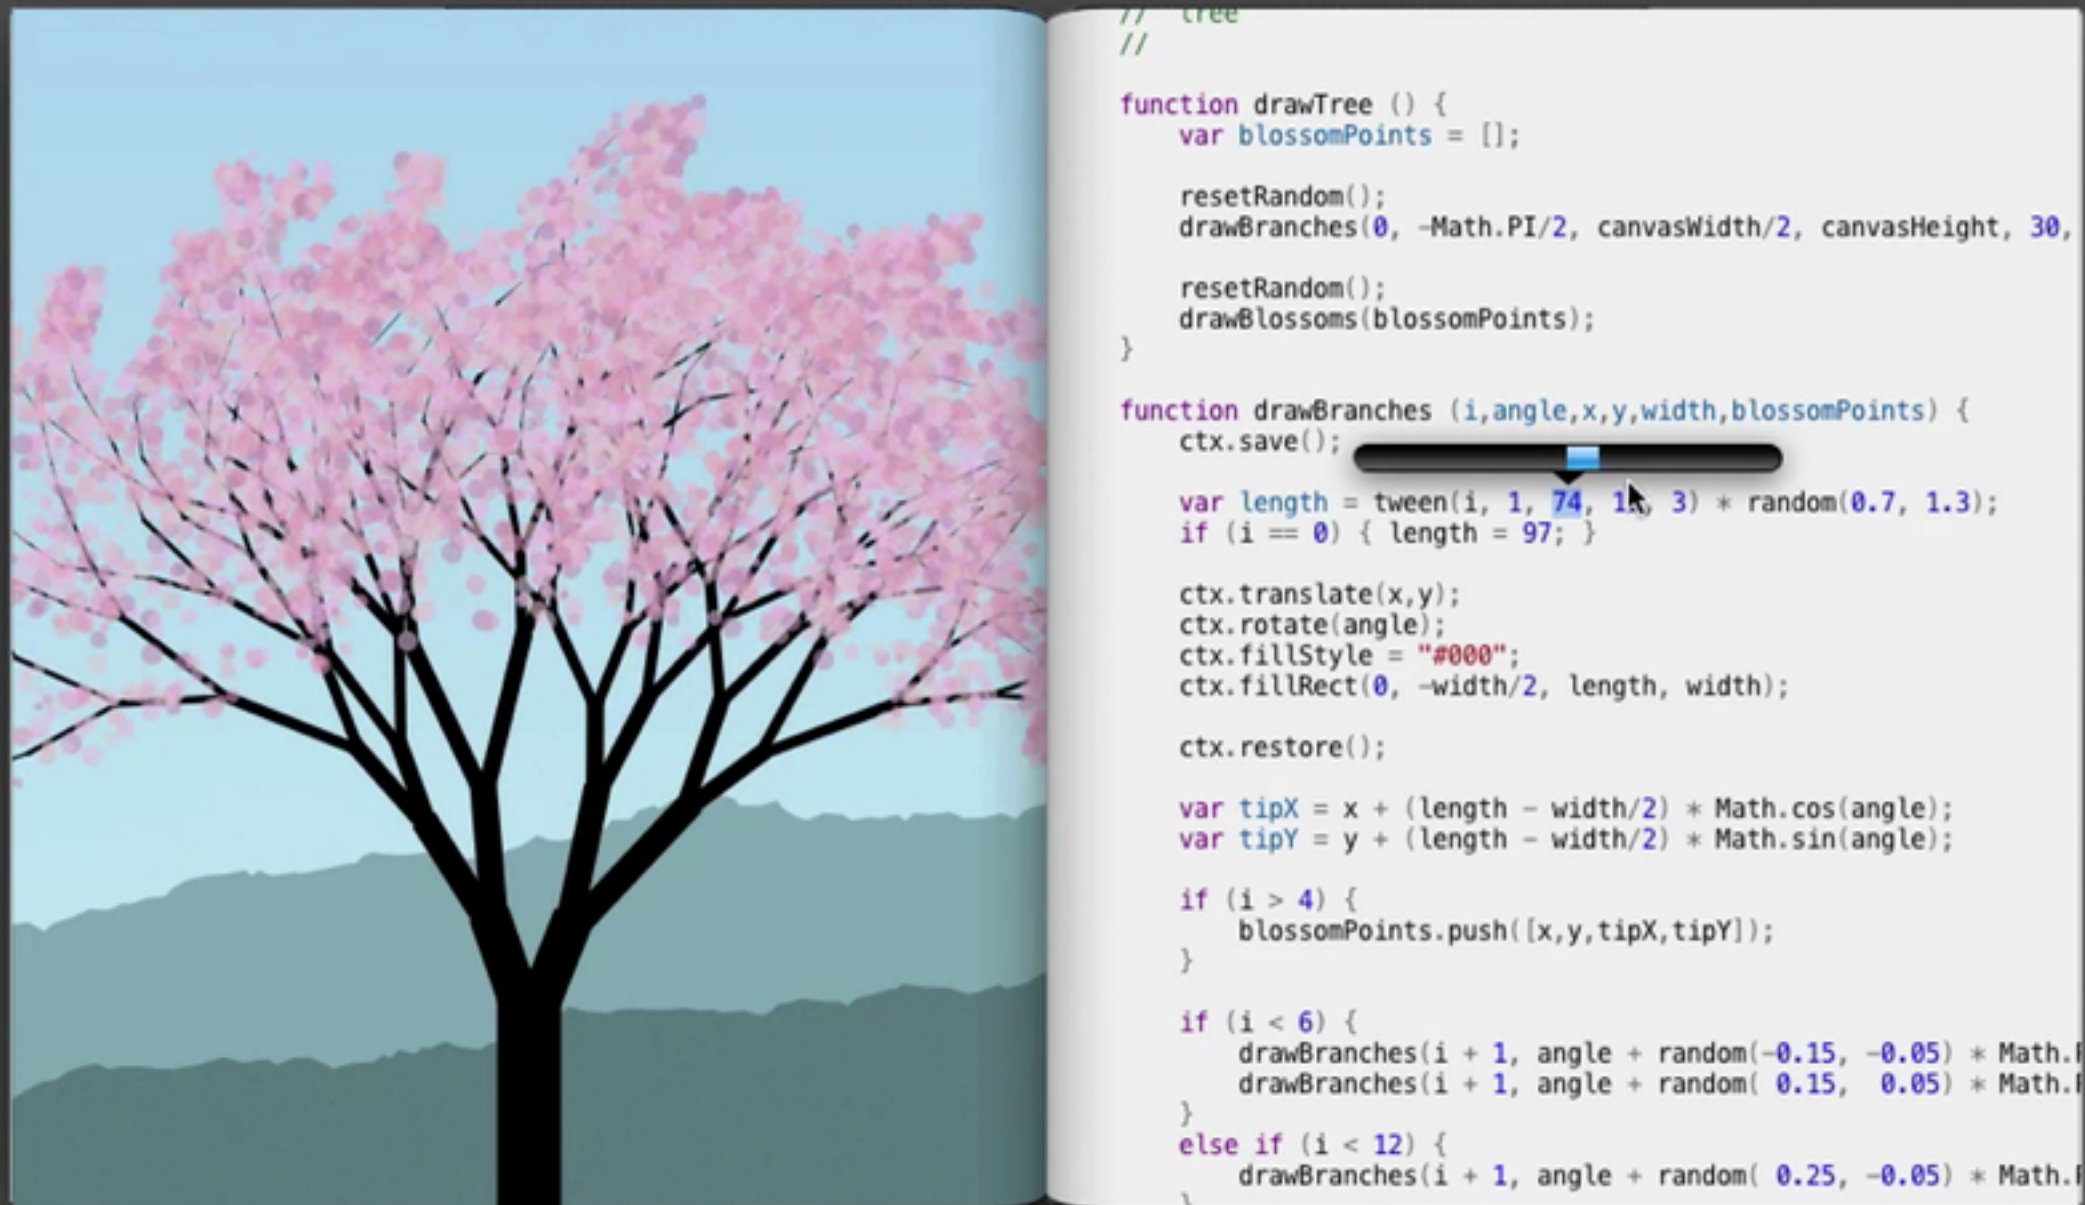 // tree
//
function drawTree () {
var blossomPoints = [];
resetRandom();
drawBranches(0, -Math.PI/2, canvasWidth/2, canvasHeight, 30,
resetRandom();
drawBlossoms(blossomPoints);
}
function drawBranches (i,angle,x,y,width,blossomPoints) {
ctx.save();
var length = tween(i, 1, 74, 3) * random(0.7, 1.3);
if (i == 0) { length = 97; }
ctx.translate(x,y);
ctx.rotate(angle);
ctx.fillStyle = "#000";
ctx.fillRect(0, -width/2, length, width);
ctx.restore();
var tipX = x + (length - width/2) * Math.cos(angle);
var tipY = y + (length - width/2) * Math.sin(angle);
if (i > 4) {
blossomPoints.push([x,y,tipX,tipY]);
}
if (i < 6) {
drawBranches(i + 1, angle + random(-0.15, -0.05) * Math.
drawBranches(i + 1, angle + random( 0.15, 0.05) * Math.
}
else if (i < 12) {
drawBranches(i + 1, angle + random( 0.25, -0.05) * Math.
}